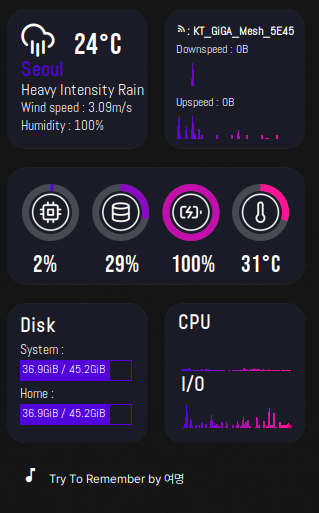 24°C
Seoul
Heavy Intensity Rain
Wind speed : 3.09m/s
Humidity : 100%
: KT_GiGA_Mesh_5E45
Downspeed : 0B
Upspeed : 0B
2%
29%
100%
31°C
Disk
System :
36.9GiB / 45.2GiB
Home :
36.9GiB / 45.2GiB
CPU
I/O
Try To Remember by 여명